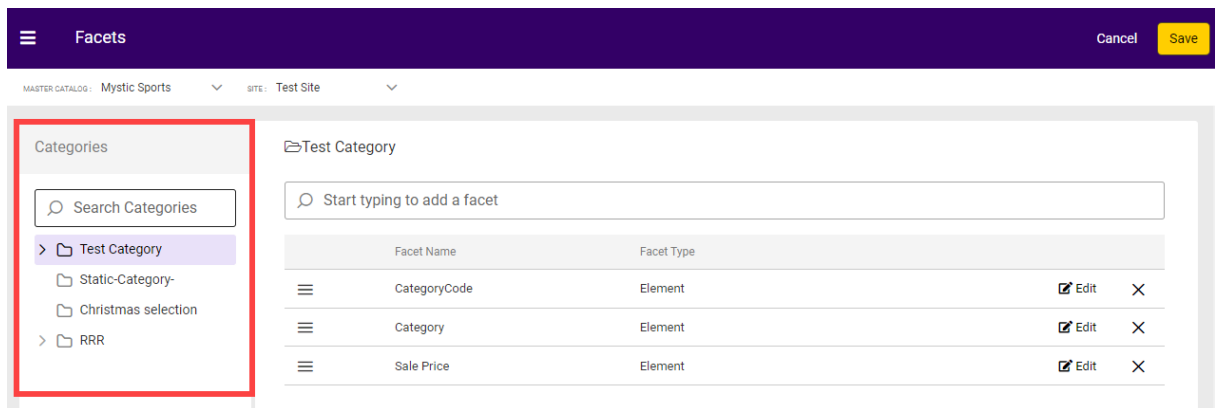 Facets
Cancel
Save
MASTER CATALOG : Mystic Sports
SITE : Test Site
Categories
Search Categories
Test Category
Static-Category-
Christmas selection
RRR
Test Category
Start typing to add a facet
Facet Name Facet Type
CategoryCode Element Edit
Category Element Edit
Sale Price Element Edit